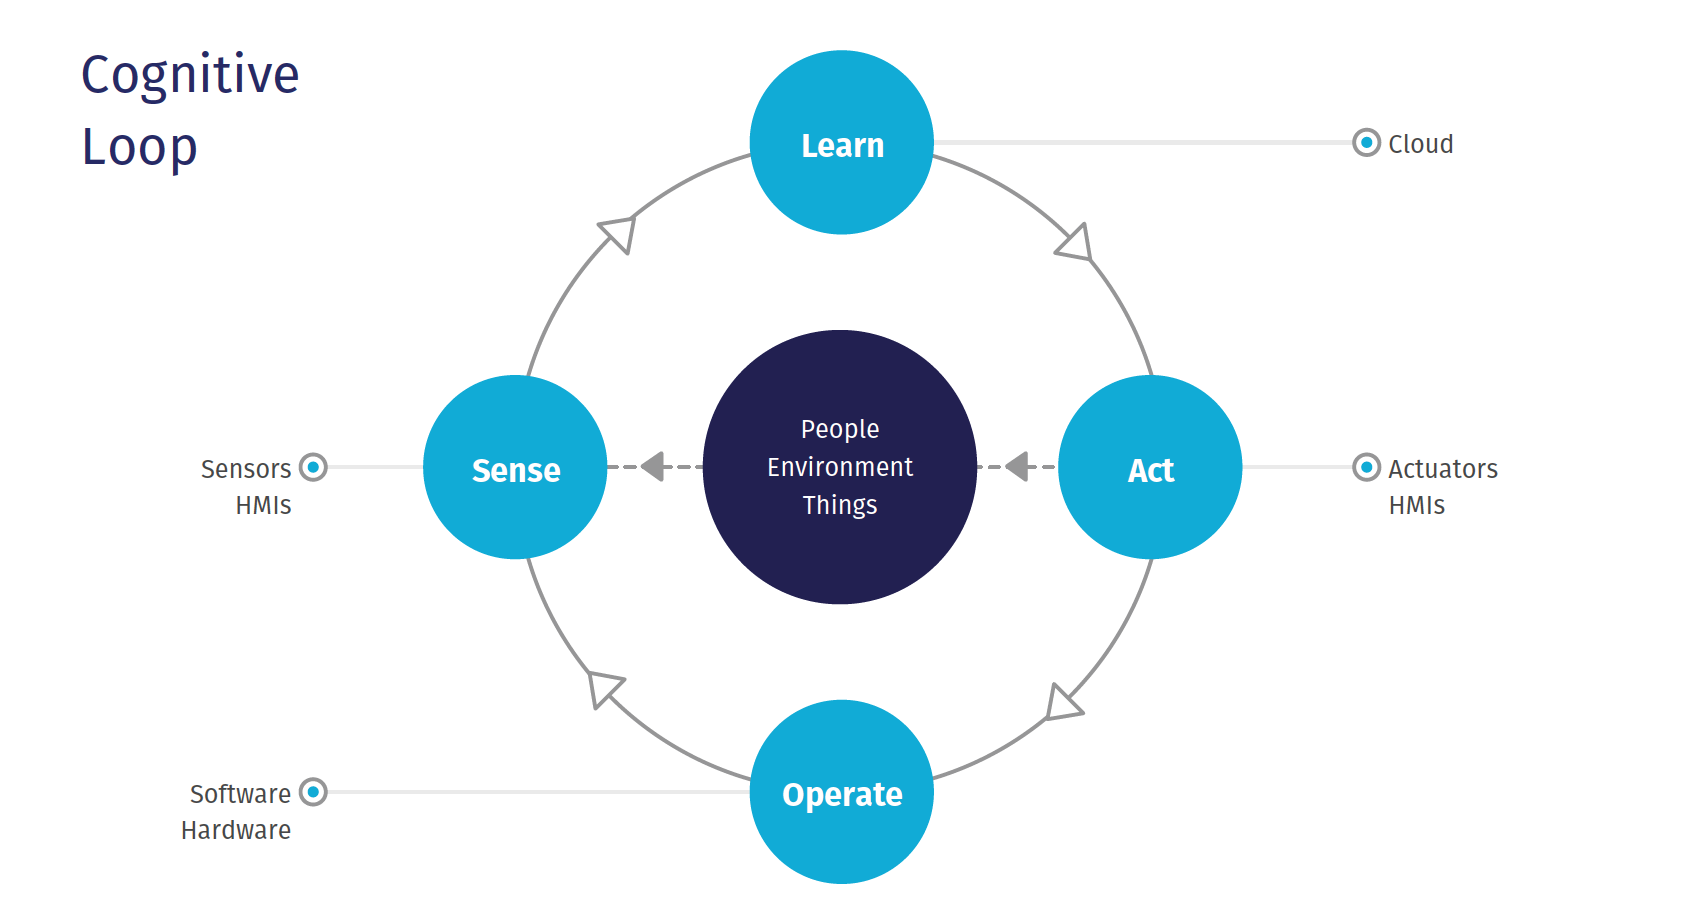 Cognitive
Loop
Learn
Cloud
People
Environment
Things
Sense
Act
Sensors
HMIs
Actuators
HMIs
Operate
Software
Hardware